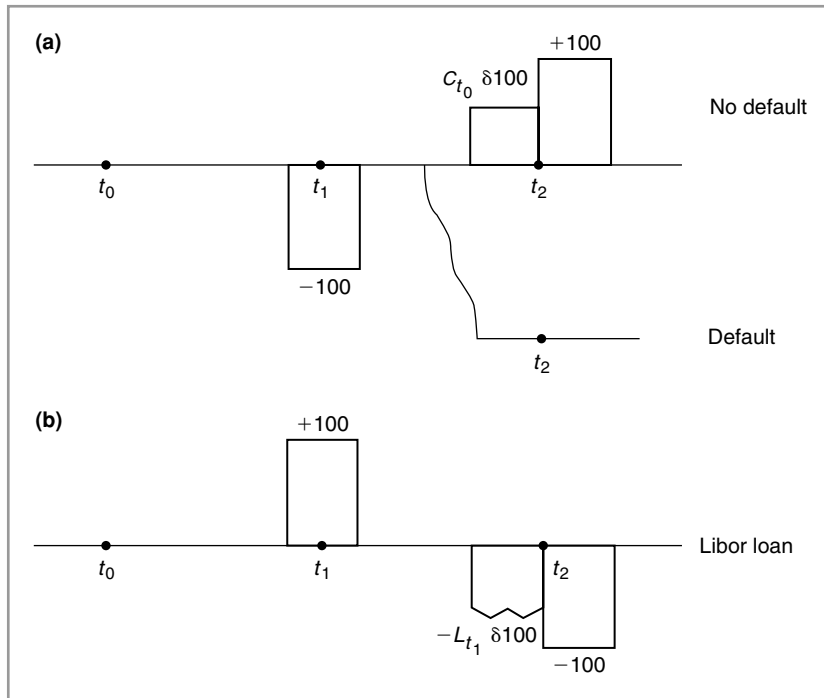 (a)
+100
C_{t_0} δ100
No default
t_0
t_1
t_2
−100
Default
t_2
(b)
+100
Libor loan
t_0
t_1
t_2
−L_{t_1} δ100
−100